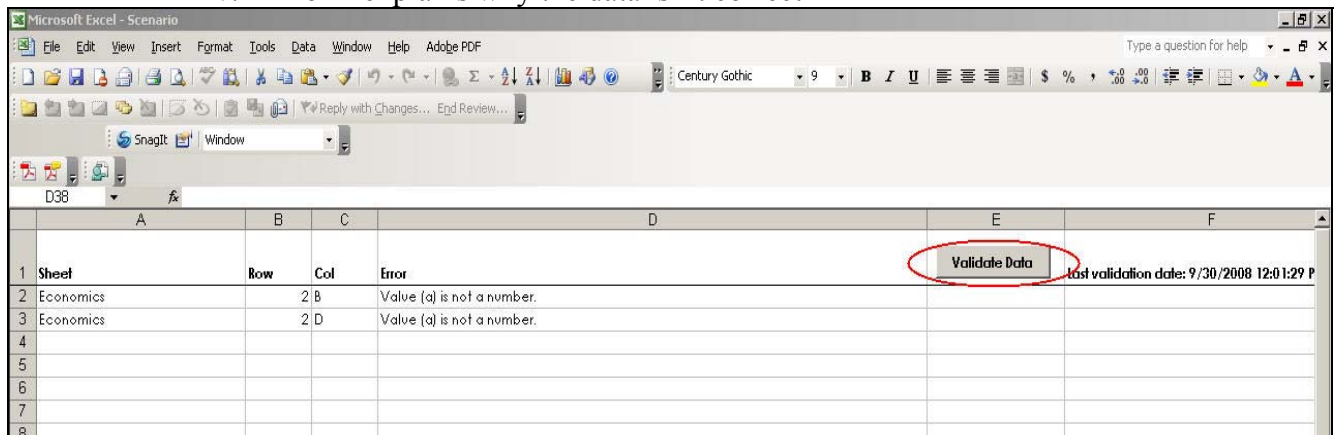 Microsoft Excel - Scenario
File Edit View Insert Format Tools Data Window Help Adobe PDF Type a question for help
Century Gothic 9 B I U $ % ,
Reply with Changes... End Review...
SnagIt Window
D38 fx
A B C D E F
1 Sheet Row Col Error Validate Data Last validation date: 9/30/2008 12:01:29 P
2 Economics 2 B Value (a) is not a number.
3 Economics 2 D Value (a) is not a number.
4
5
6
7
8